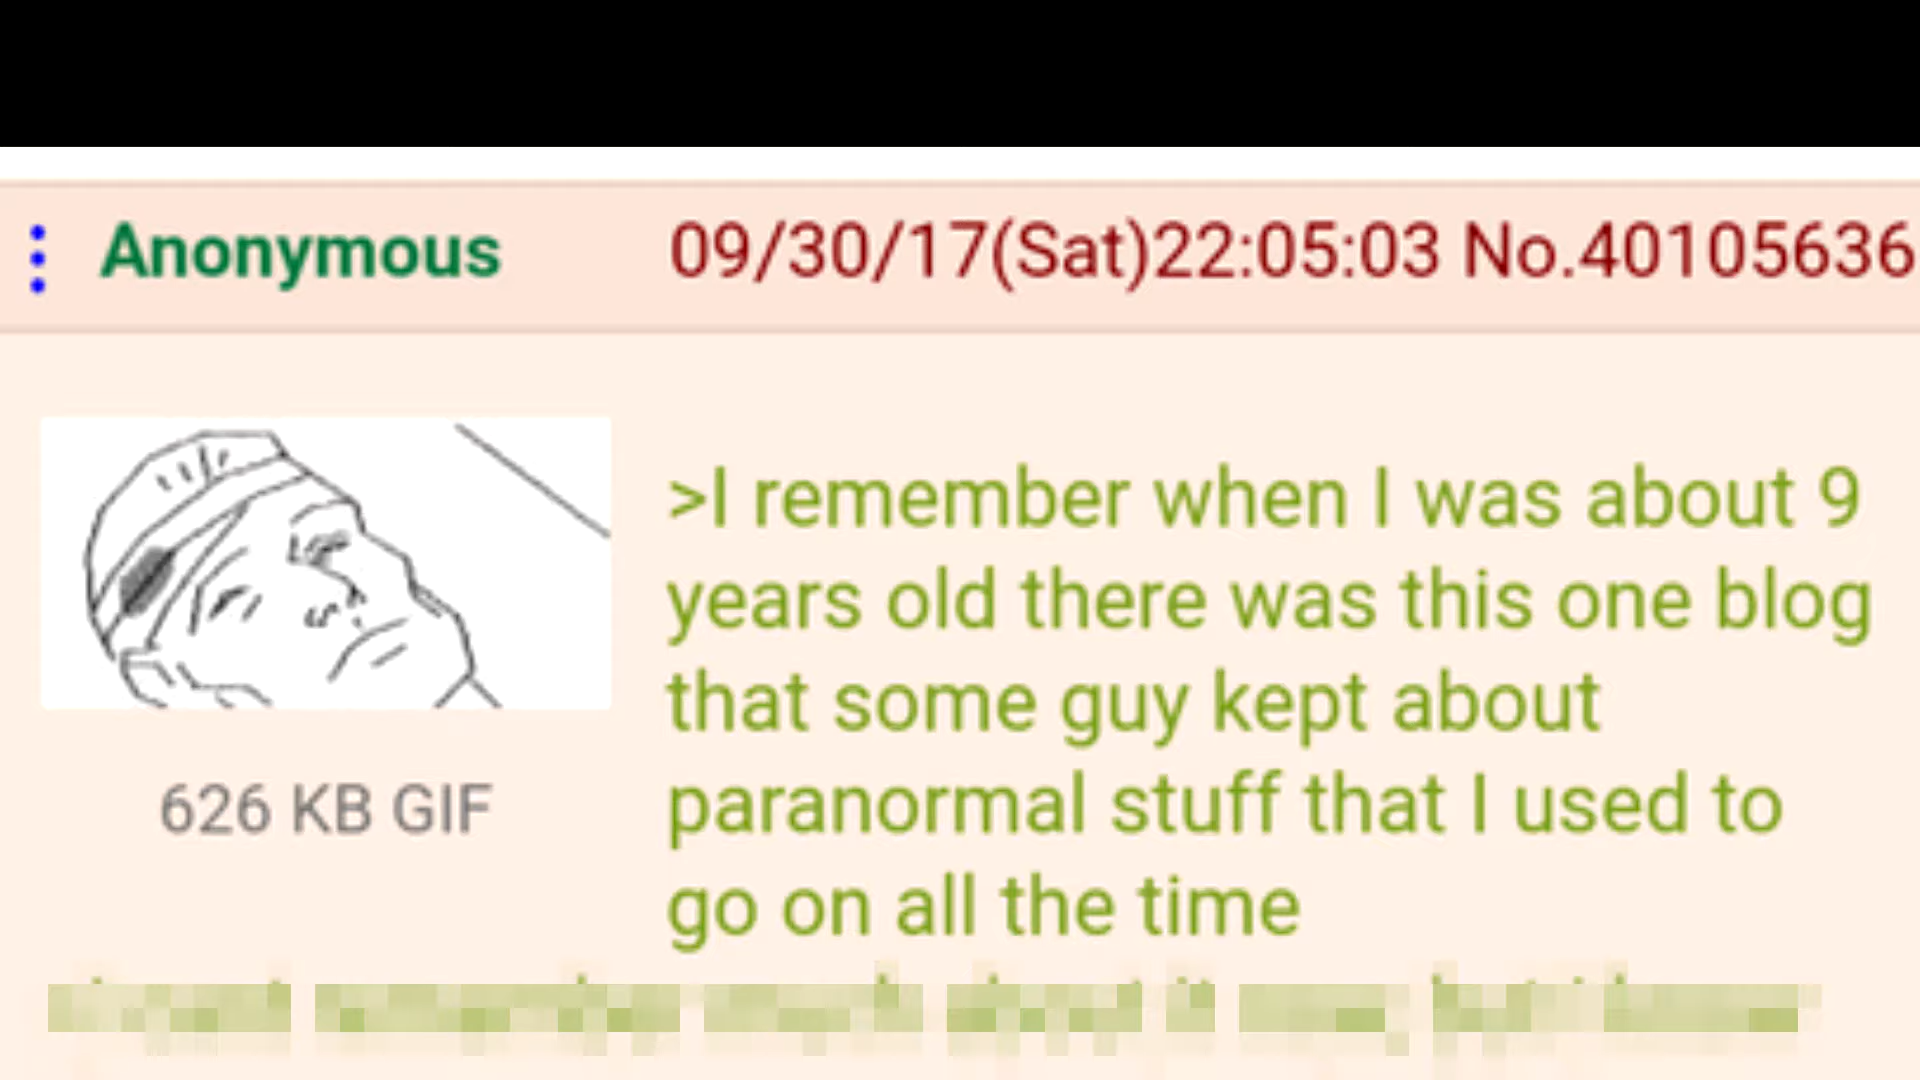 Anonymous 09/30/17(Sat)22:05:03 No.40105636
>I remember when I was about 9
years old there was this one blog
that some guy kept about
paranormal stuff that I used to
go on all the time
626 KB GIF